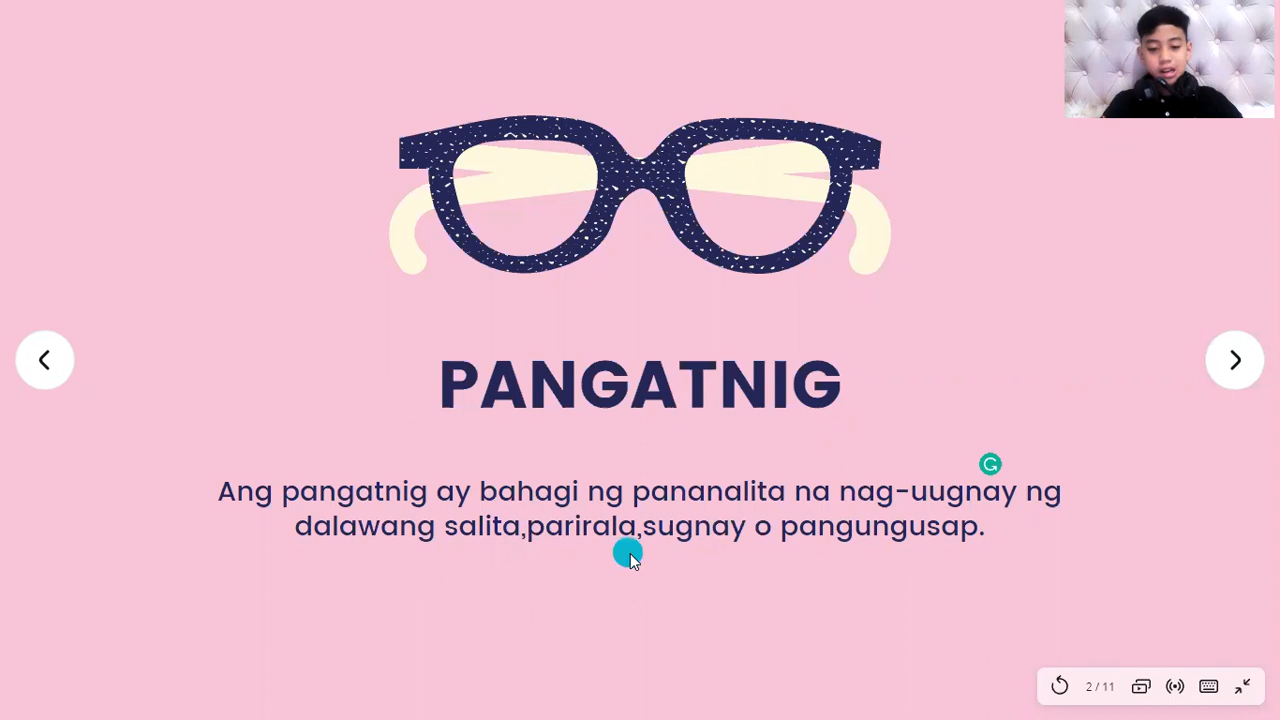 PANGATNIG
Ang pangatnig ay bahagi ng pananalita na nag-uugnay ng
dalawang salita,parirala,sugnay o pangungusap.
2 / 11